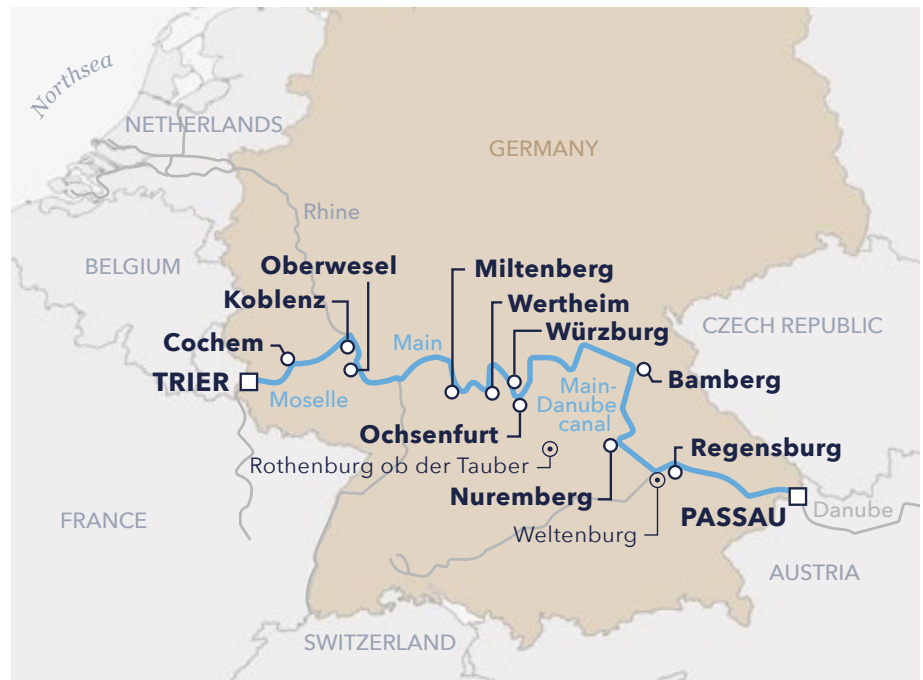 Northsea
NETHERLANDS
GERMANY
Rhine
BELGIUM
Oberwesel
Miltenberg
Koblenz
Wertheim
Würzburg
CZECH REPUBLIC
Cochem
Main
TRIER
Bamberg
Moselle
Main-
Danube
canal
Ochsenfurt
Regensburg
Rothenburg ob der Tauber
Nuremberg
PASSAU
Danube
FRANCE
Weltenburg
AUSTRIA
SWITZERLAND